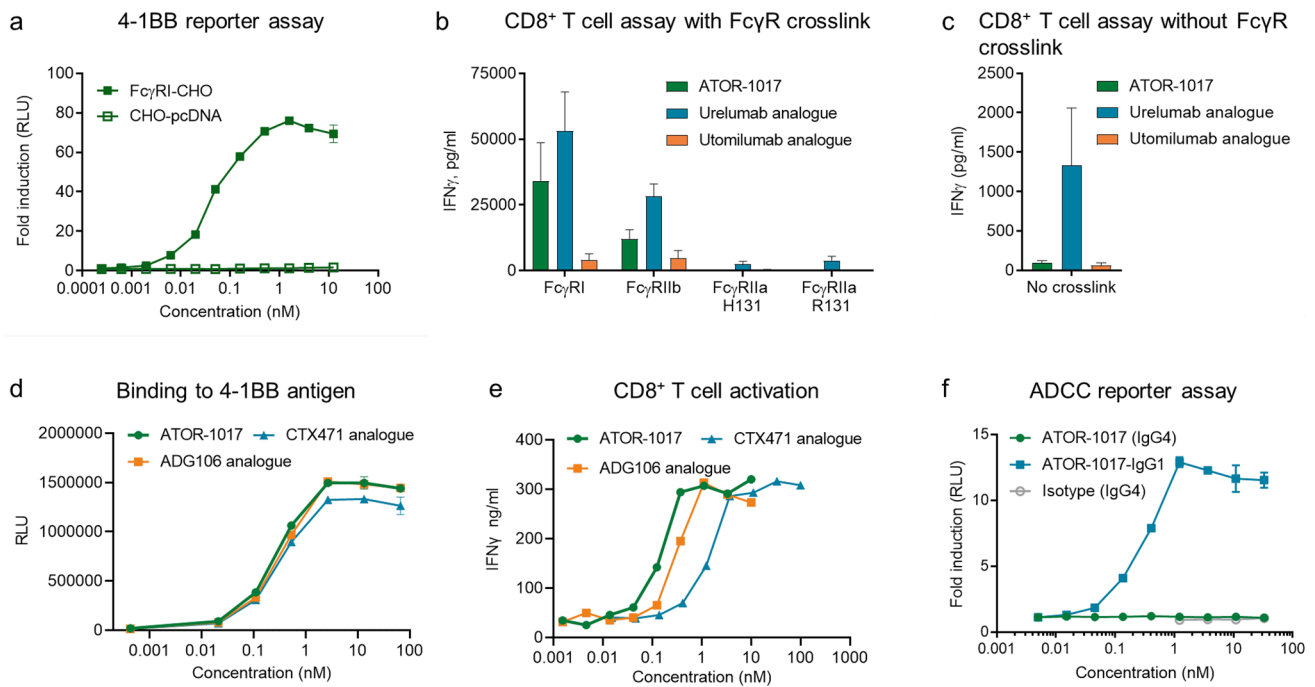 a
4-1BB reporter assay
Fold induction (RLU)
100
80
60
40
20
0
FcγRI-CHO
CHO-pcDNA
0.0001 0.001 0.01 0.1 1 10 100
Concentration (nM)
b
CD8⁺ T cell assay with FcγR crosslink
IFNγ, pg/ml
75000
50000
25000
0
ATOR-1017
Urelumab analogue
Utomilumab analogue
FcγRI FcγRIIb FcγRIIa FcγRIIa
H131 R131
c
CD8⁺ T cell assay without FcγR
crosslink
IFNγ (pg/ml)
2500
2000
1500
1000
500
0
ATOR-1017
Urelumab analogue
Utomilumab analogue
No crosslink
d
Binding to 4-1BB antigen
ATOR-1017 CTX471 analogue
ADG106 analogue
RLU
2000000
1500000
1000000
500000
0
0.001 0.01 0.1 1 10 100
Concentration (nM)
e
CD8⁺ T cell activation
ATOR-1017 CTX471 analogue
ADG106 analogue
IFNγ ng/ml
400
300
200
100
0
0.001 0.01 0.1 1 10 100 1000
Concentration (nM)
f
ADCC reporter assay
ATOR-1017 (IgG4)
ATOR-1017-IgG1
Isotype (IgG4)
Fold induction (RLU)
15
10
5
0
0.001 0.01 0.1 1 10 100
Concentration (nM)